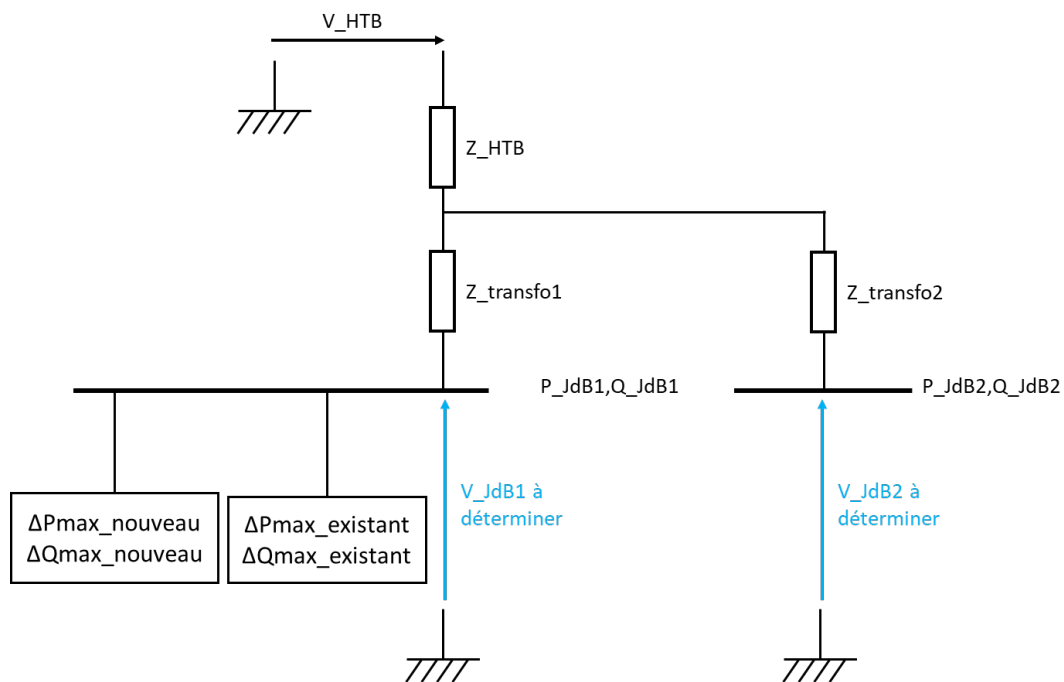 V_HTB
Z_HTB
Z_transfo1
Z_transfo2
P_JdB1,Q_JdB1
P_JdB2,Q_JdB2
ΔPmax_nouveau
ΔQmax_nouveau
ΔPmax_existant
ΔQmax_existant
V_JdB1 à
déterminer
V_JdB2 à
déterminer